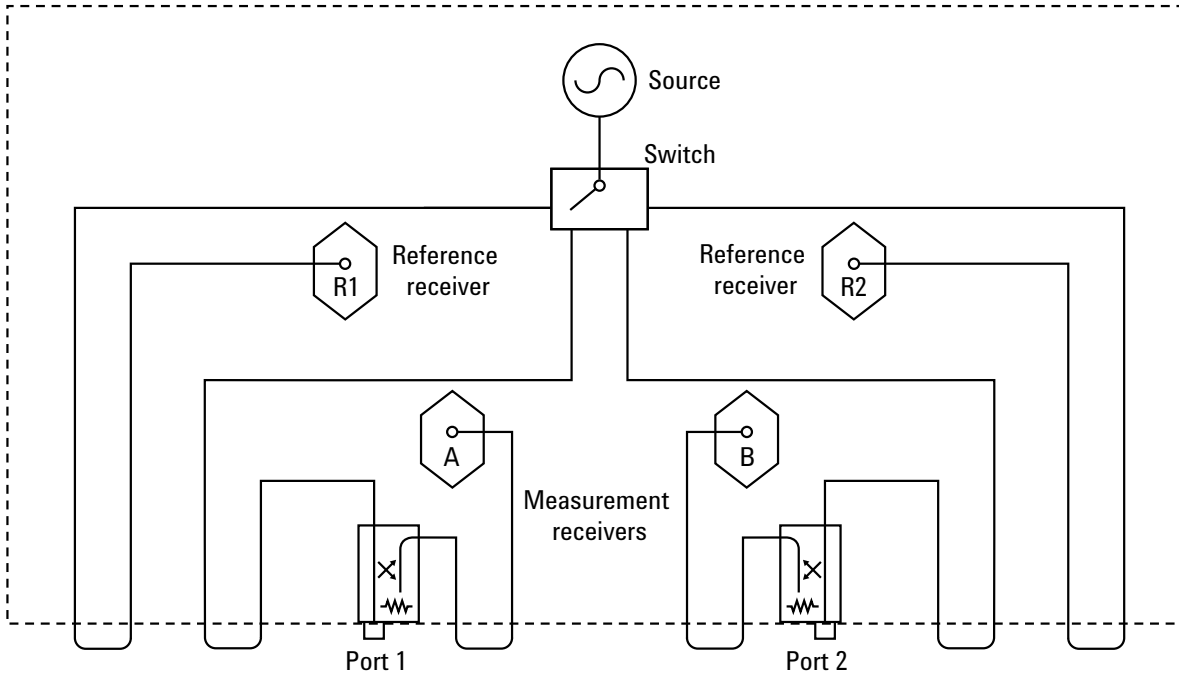 Source
Switch
Reference
receiver
R1
Reference
receiver
R2
A
B
Measurement
receivers
Port 1
Port 2